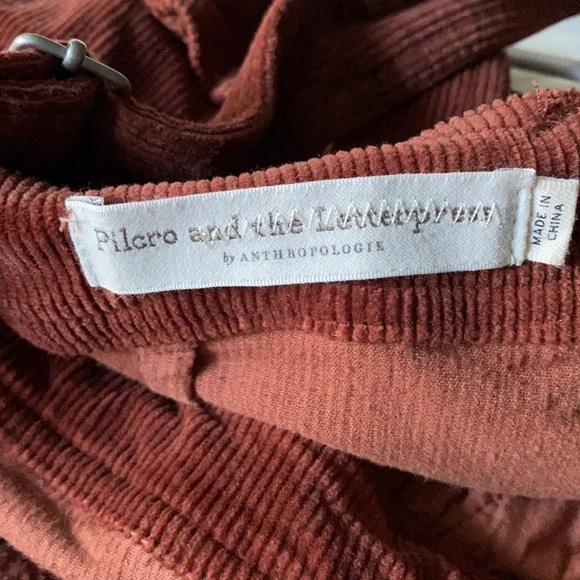 Pilcro and the Letterpress
by ANTHROPOLOGIE
MADE IN
CHINA